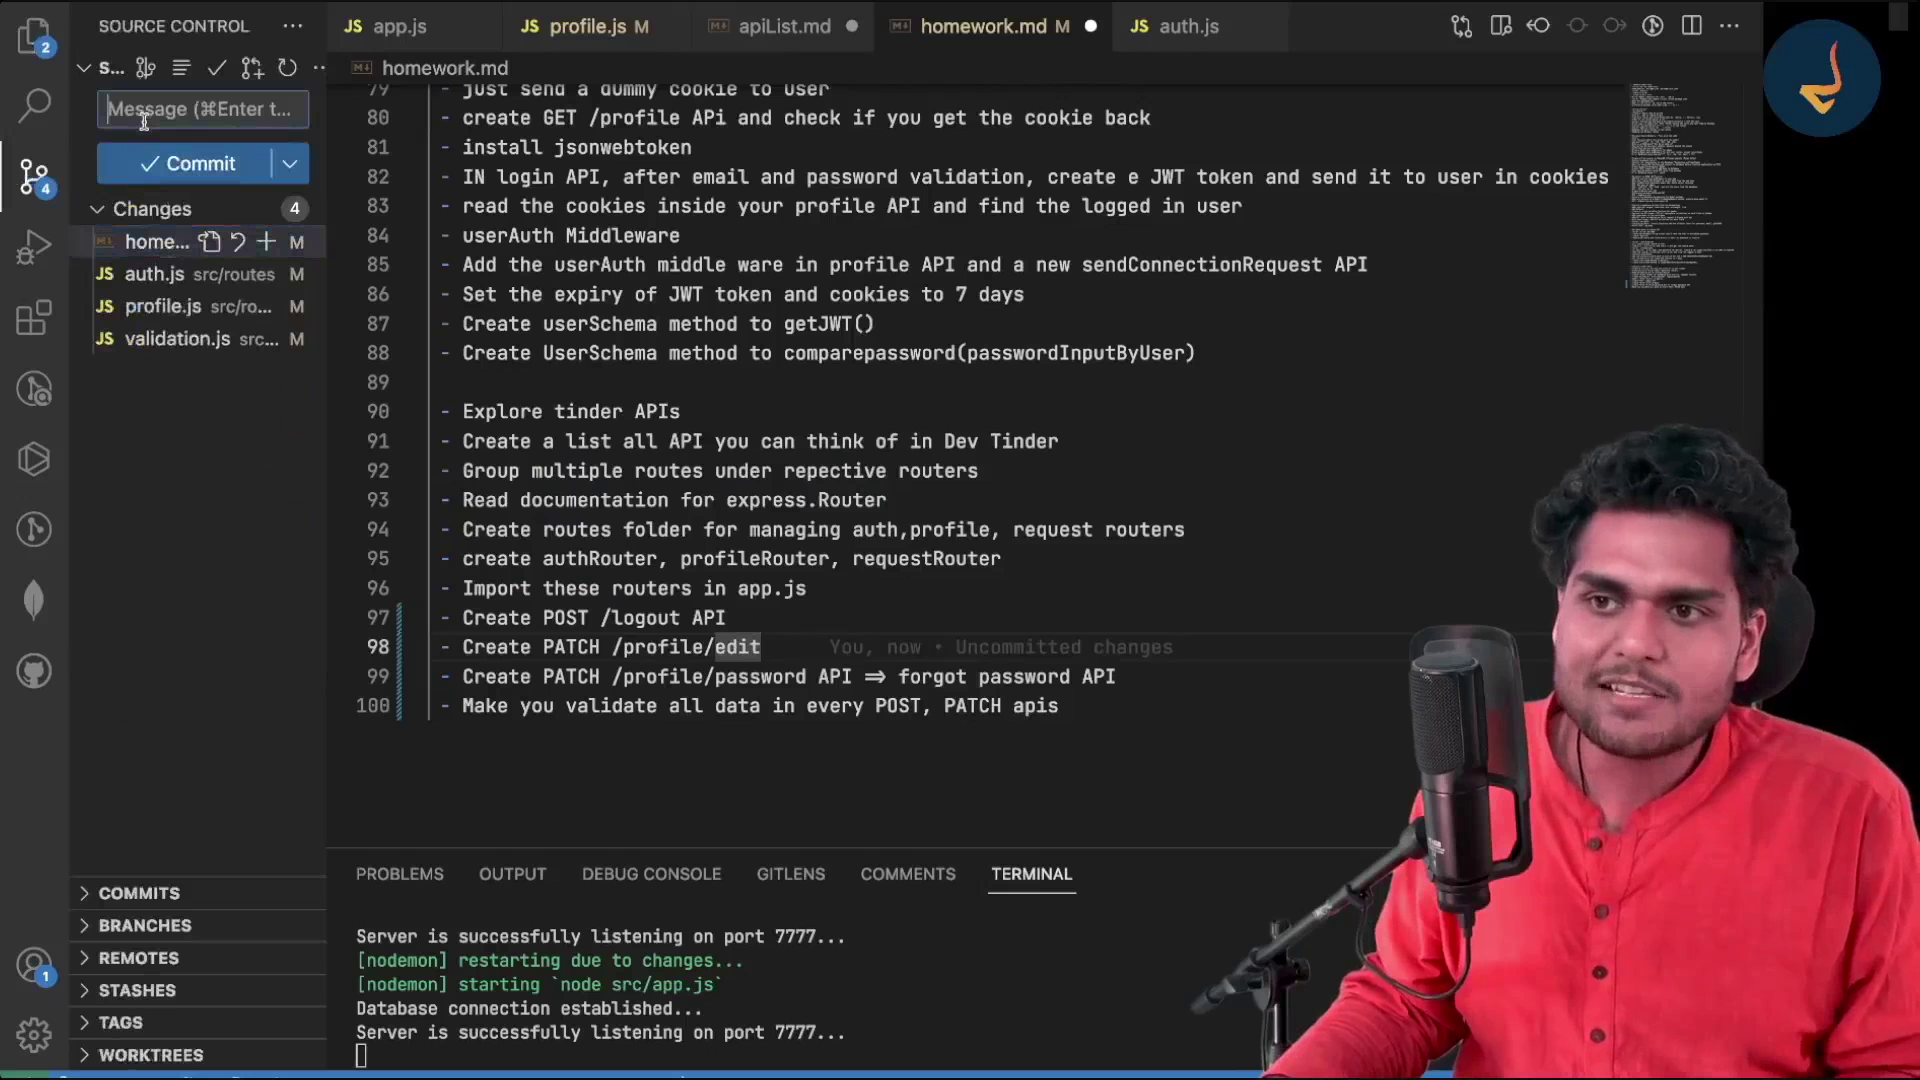 SOURCE CONTROL
app.js
profile.js M
apiList.md
homework.md M
auth.js
2
S...
homework.md
Message (⌘Enter t...
Commit
4
Changes 4
home... M
auth.js src/routes M
profile.js src/ro... M
validation.js src... M
79 - just send a dummy cookie to user
80 - create GET /profile APi and check if you get the cookie back
81 - install jsonwebtoken
82 - IN login API, after email and password validation, create e JWT token and send it to user in cookies
83 - read the cookies inside your profile API and find the logged in user
84 - userAuth Middleware
85 - Add the userAuth middle ware in profile API and a new sendConnectionRequest API
86 - Set the expiry of JWT token and cookies to 7 days
87 - Create userSchema method to getJWT()
88 - Create UserSchema method to comparepassword(passwordInputByUser)
89
90 - Explore tinder APIs
91 - Create a list all API you can think of in Dev Tinder
92 - Group multiple routes under repective routers
93 - Read documentation for express.Router
94 - Create routes folder for managing auth,profile, request routers
95 - create authRouter, profileRouter, requestRouter
96 - Import these routers in app.js
97 - Create POST /logout API
98 - Create PATCH /profile/edit You, now • Uncommitted changes
99 - Create PATCH /profile/password API => forgot password API
100 - Make you validate all data in every POST, PATCH apis
COMMITS
BRANCHES
REMOTES
STASHES
TAGS
WORKTREES
1
PROBLEMS OUTPUT DEBUG CONSOLE GITLENS COMMENTS TERMINAL
Server is successfully listening on port 7777...
[nodemon] restarting due to changes...
[nodemon] starting `node src/app.js`
Database connection established...
Server is successfully listening on port 7777...